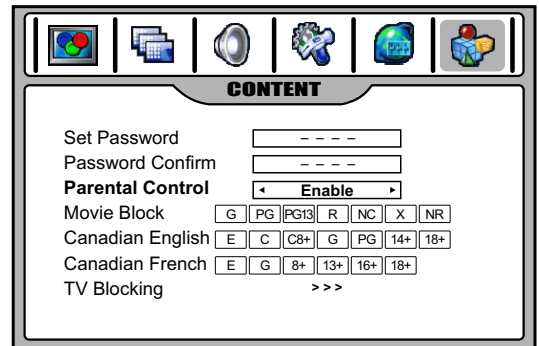 CONTENT
Set Password – – – –
Password Confirm – – – –
Parental Control ◂ Enable ▸
Movie Block G PG PG13 R NC X NR
Canadian English E C C8+ G PG 14+ 18+
Canadian French E G 8+ 13+ 16+ 18+
TV Blocking >>>